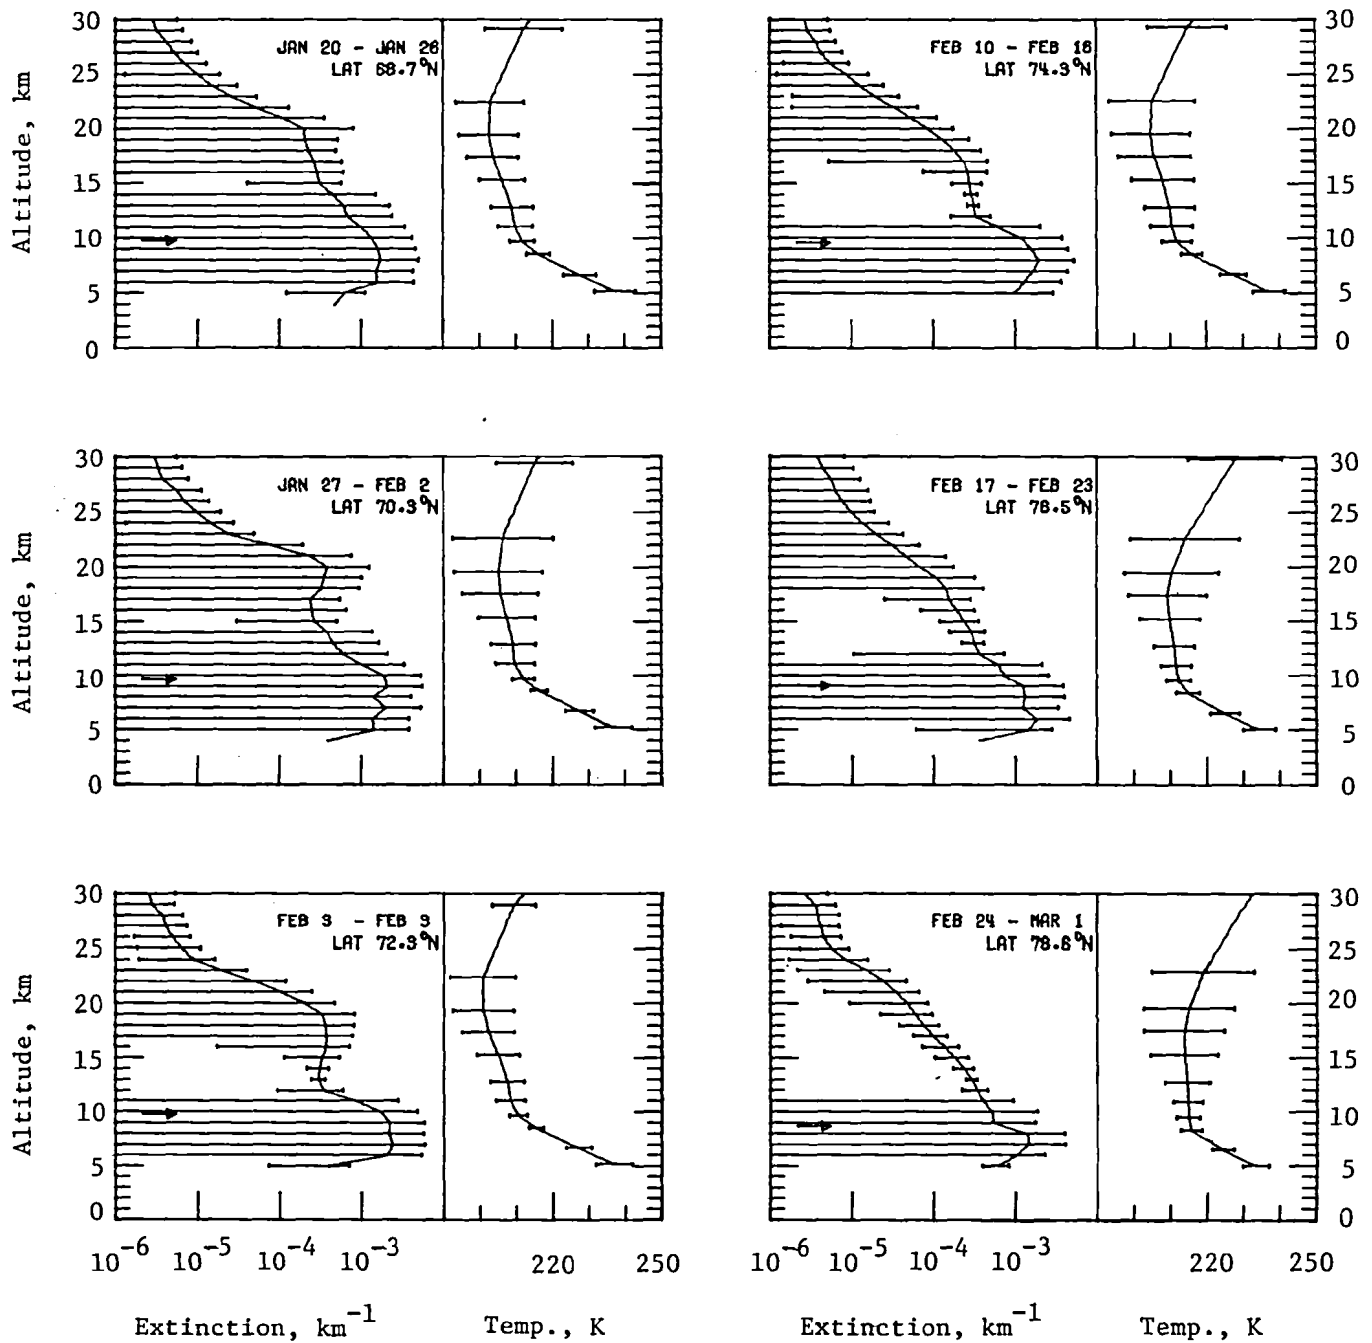 30
25
20
15
10
5
0
Altitude, km
JAN 20 - JAN 26
LAT 68.7°N
FEB 10 - FEB 16
LAT 74.3°N
30
25
20
15
10
5
0
30
25
20
15
10
5
0
Altitude, km
JAN 27 - FEB 2
LAT 70.3°N
FEB 17 - FEB 23
LAT 78.5°N
30
25
20
15
10
5
0
30
25
20
15
10
5
0
Altitude, km
FEB 3 - FEB 9
LAT 72.3°N
FEB 24 - MAR 1
LAT 78.6°N
30
25
20
15
10
5
0
10^-6 10^-5 10^-4 10^-3 220 250
10^-6 10^-5 10^-4 10^-3 220 250
Extinction, km^-1 Temp., K
Extinction, km^-1 Temp., K